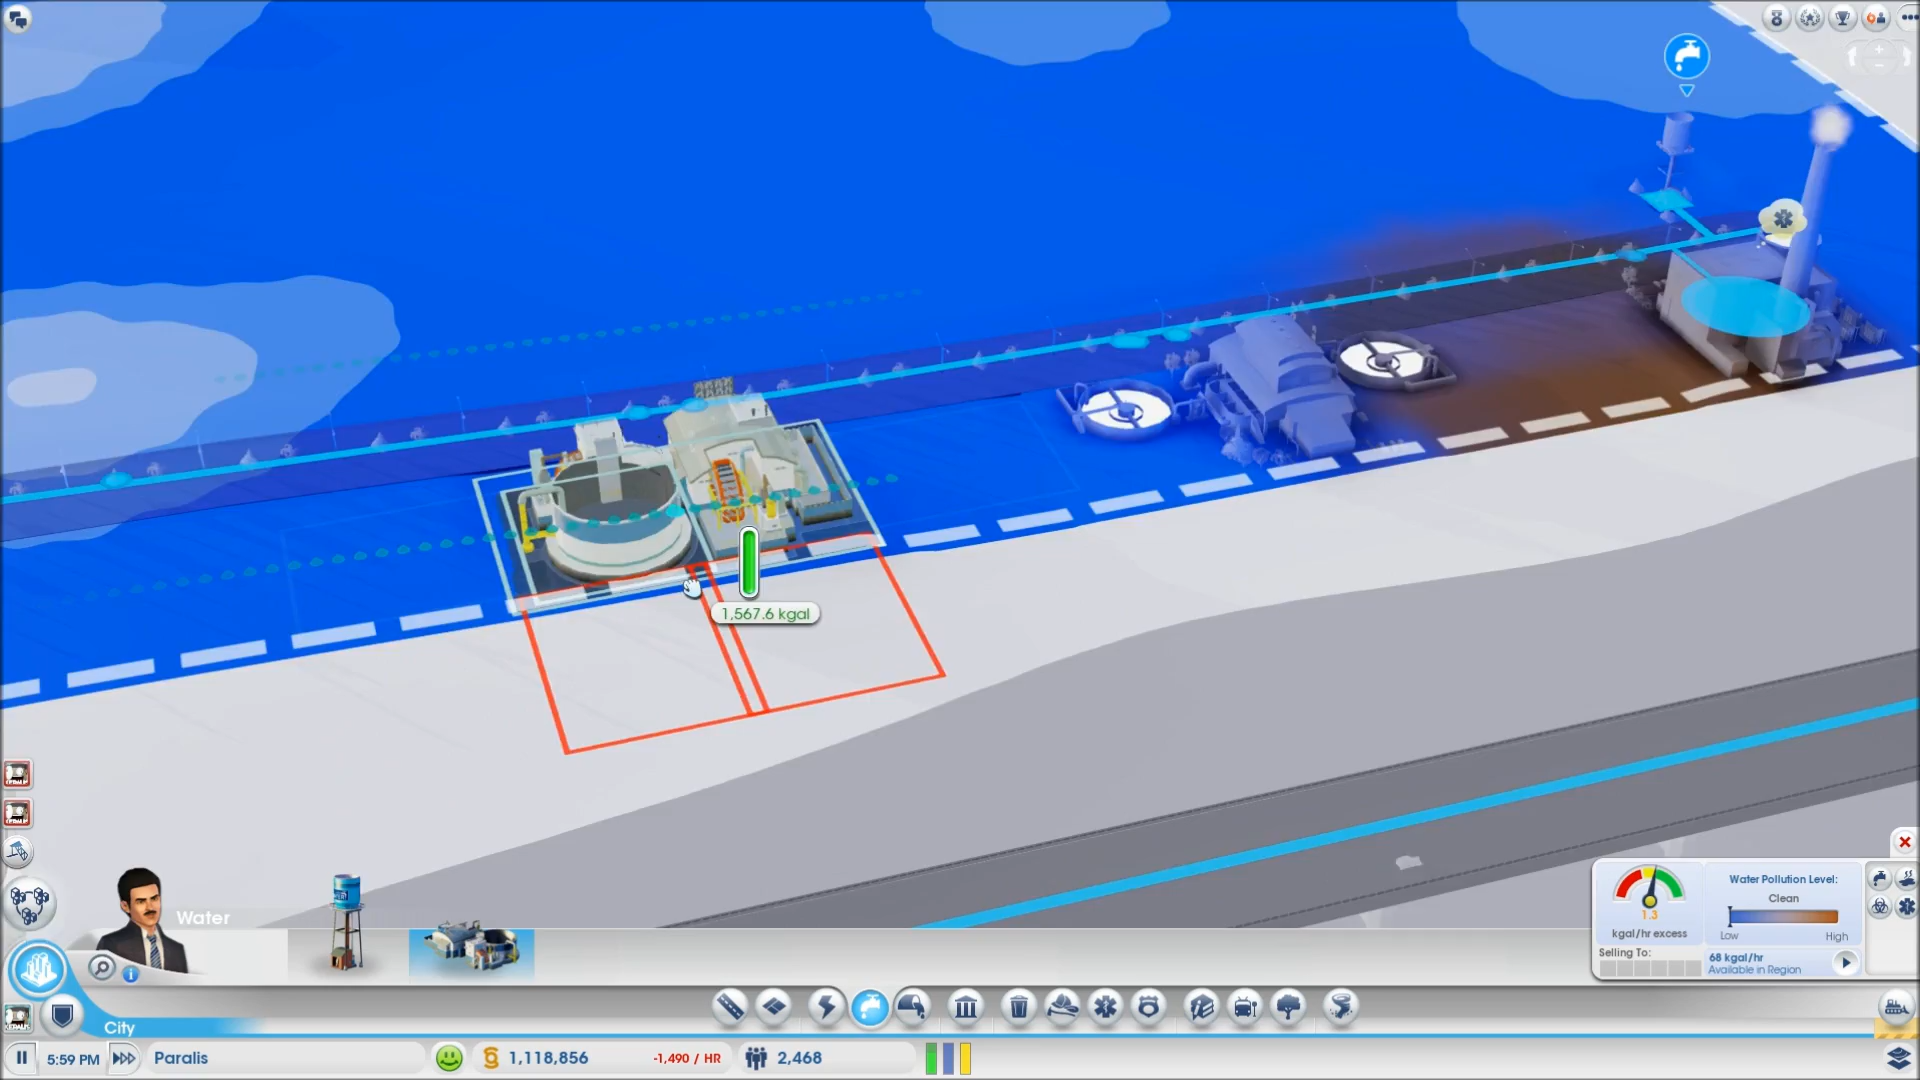 1,567.6 kgal
Water
Water Pollution Level:
Clean
1.3
kgal/hr excess
Low
High
Selling To:
68 kgal/hr
Available in Region
City
5:59 PM
Paralis
1,118,856
-1,490 / HR
2,468